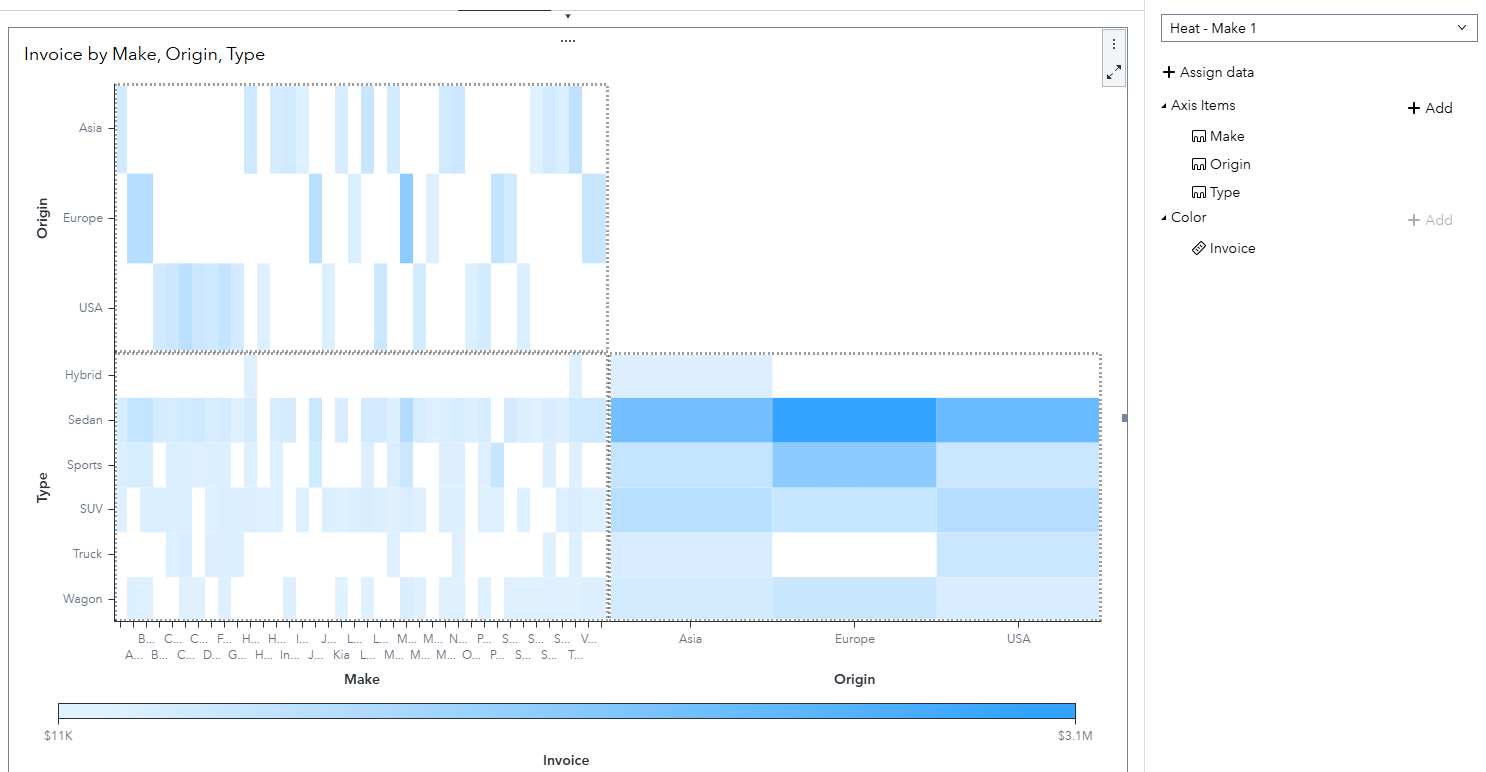 Heat - Make 1
Invoice by Make, Origin, Type
Assign data
Axis Items
Add
Make
Origin
Type
Color
Add
Invoice
Origin
Asia
Europe
USA
Type
Hybrid
Sedan
Sports
SUV
Truck
Wagon
B... C... C... F... H... H... I... J... L... L... M... M... N... P... S... S... S... V...
A... B... C... D... G... H... In... J... Kia L... M... M... M... O... P... S... S... T...
Asia Europe USA
Make Origin
$11K $3.1M
Invoice